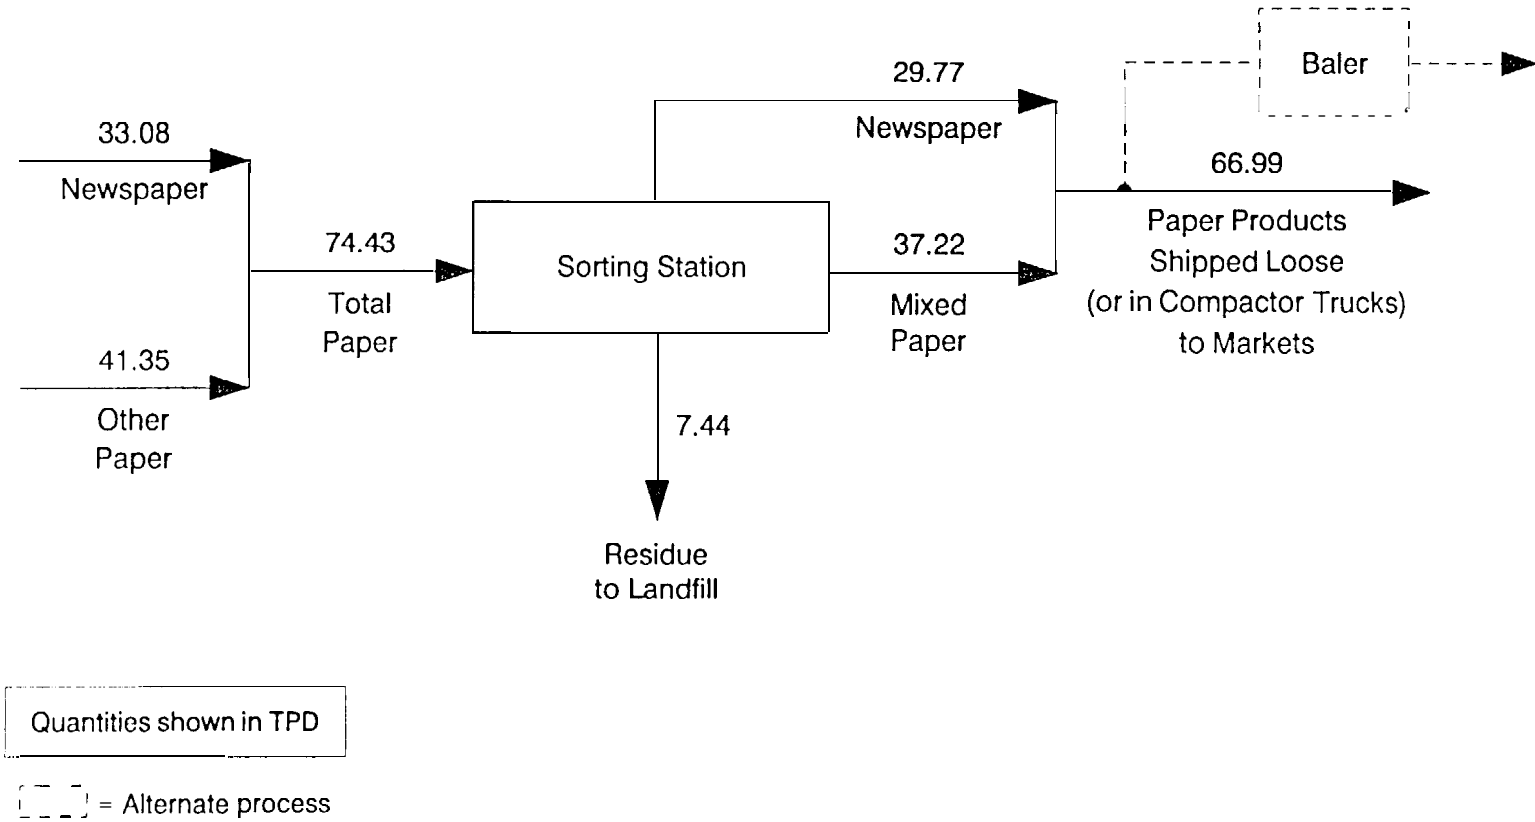 29.77
Newspaper
Baler
33.08
Newspaper
66.99
Paper Products
Shipped Loose
(or in Compactor Trucks)
to Markets
74.43
Total
Paper
Sorting Station
37.22
Mixed
Paper
41.35
Other
Paper
7.44
Residue
to Landfill
Quantities shown in TPD
= Alternate process